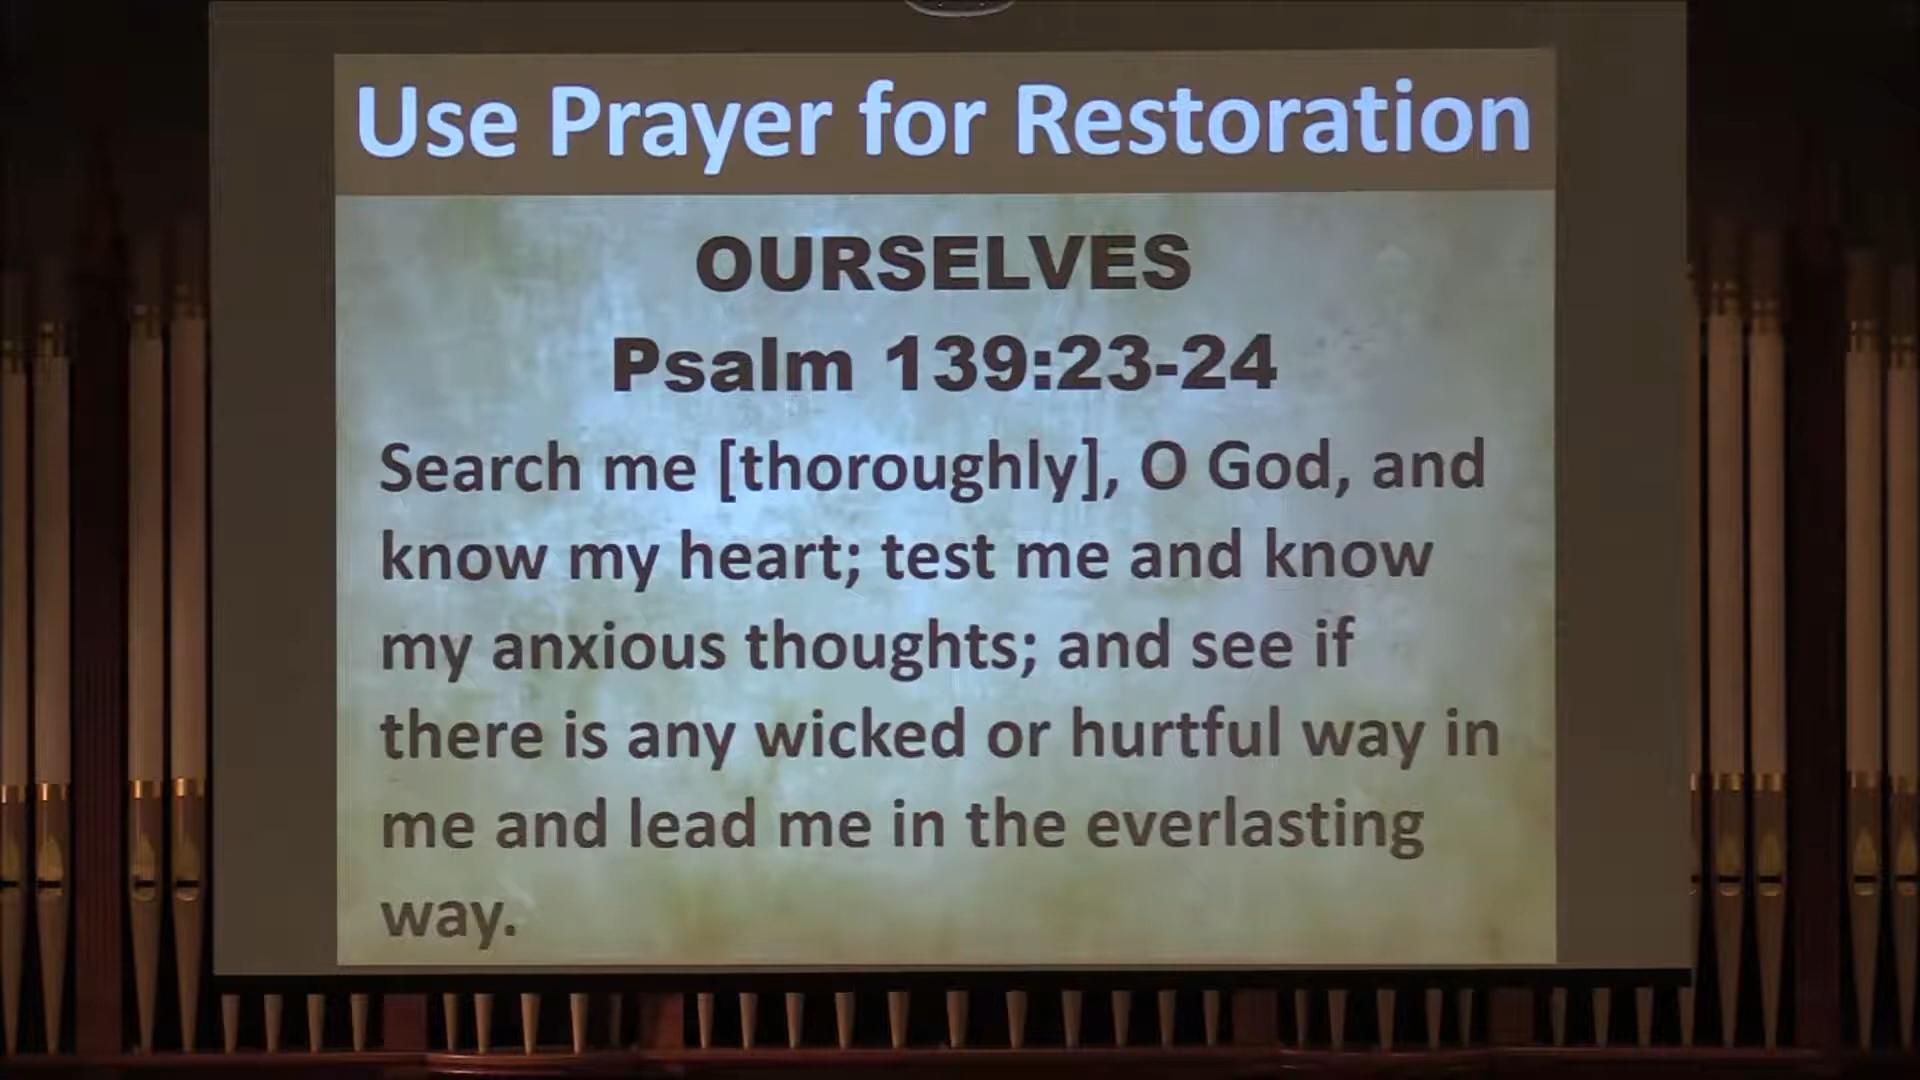 Use Prayer for Restoration
OURSELVES
Psalm 139:23-24
Search me [thoroughly], O God, and
know my heart; test me and know
my anxious thoughts; and see if
there is any wicked or hurtful way in
me and lead me in the everlasting
way.